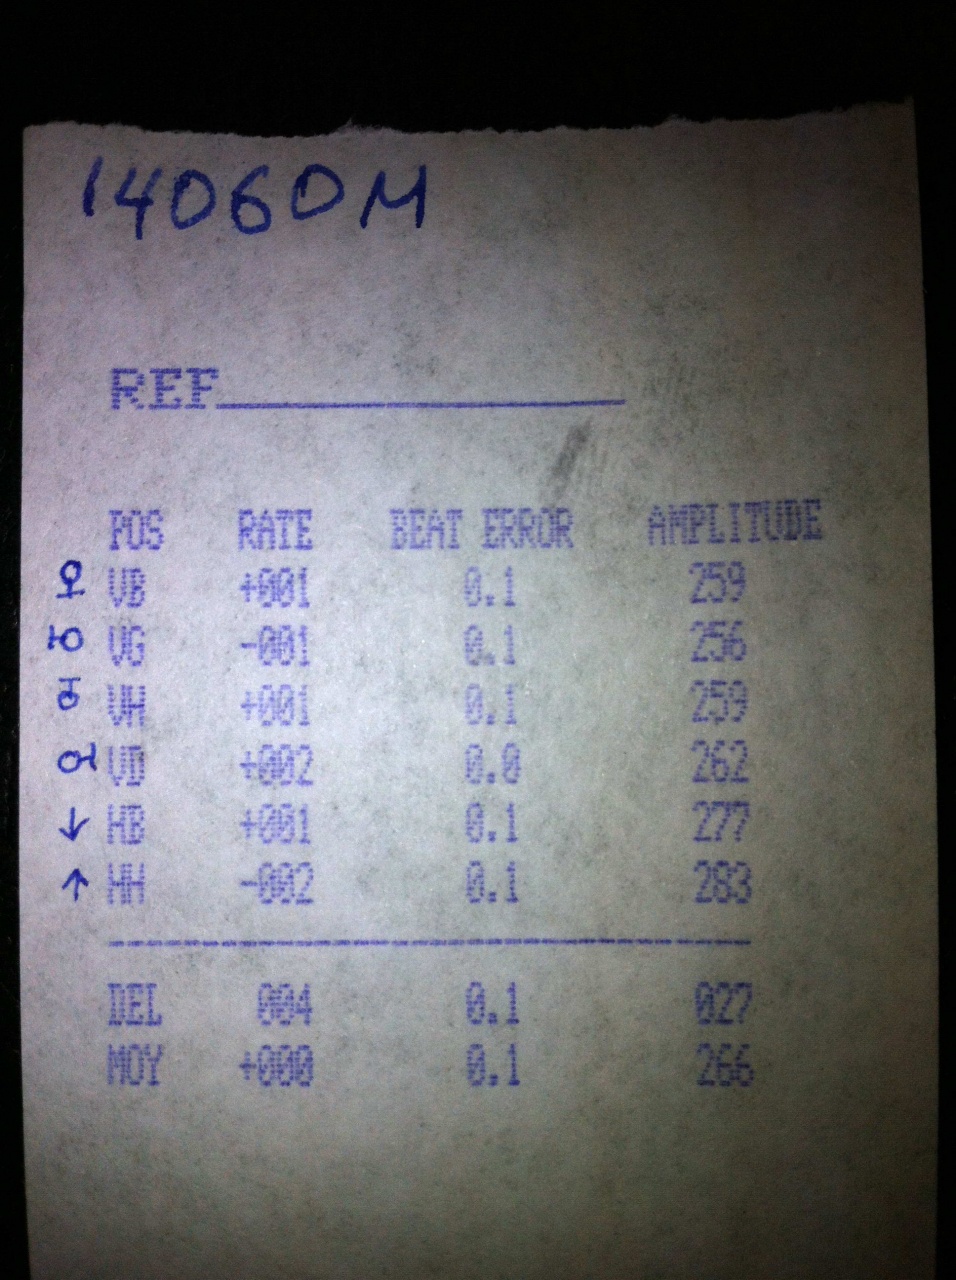 14060M
REF
POS RATE BEAT ERROR AMPLITUDE
VB +001 0.1 259
VG -001 0.1 256
VH +001 0.1 259
VD +002 0.0 262
HB +001 0.1 277
HH -002 0.1 283
DEL 004 0.1 027
MOY +000 0.1 266